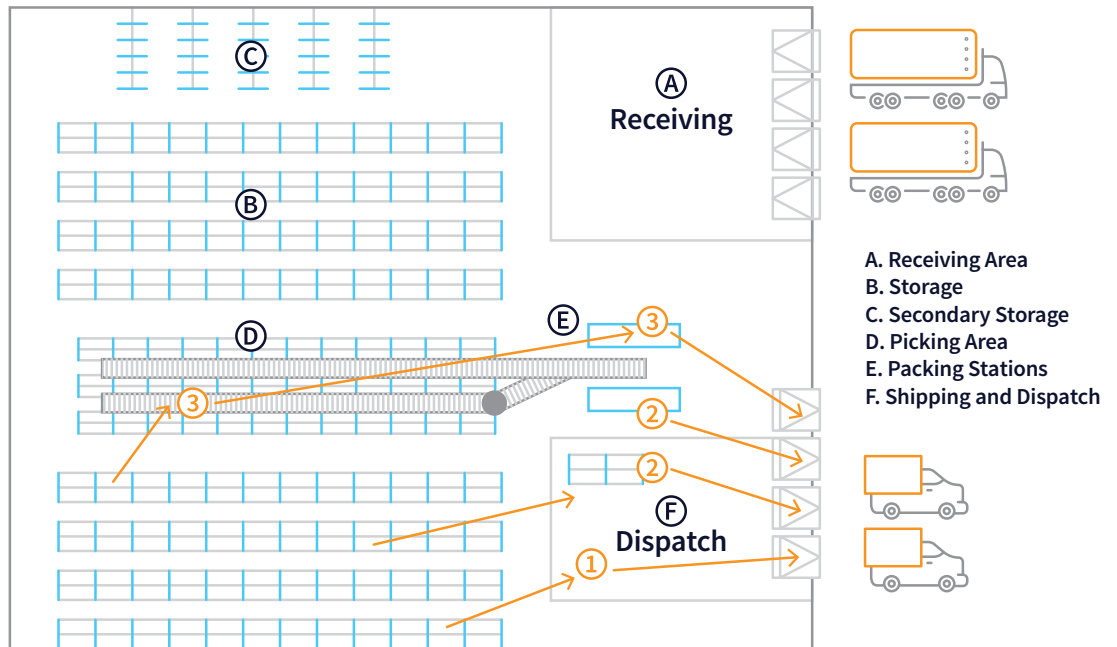 C
A
Receiving
B
A. Receiving Area
B. Storage
C. Secondary Storage
D. Picking Area
E. Packing Stations
F. Shipping and Dispatch
D
E
3
3
2
2
F
Dispatch
1